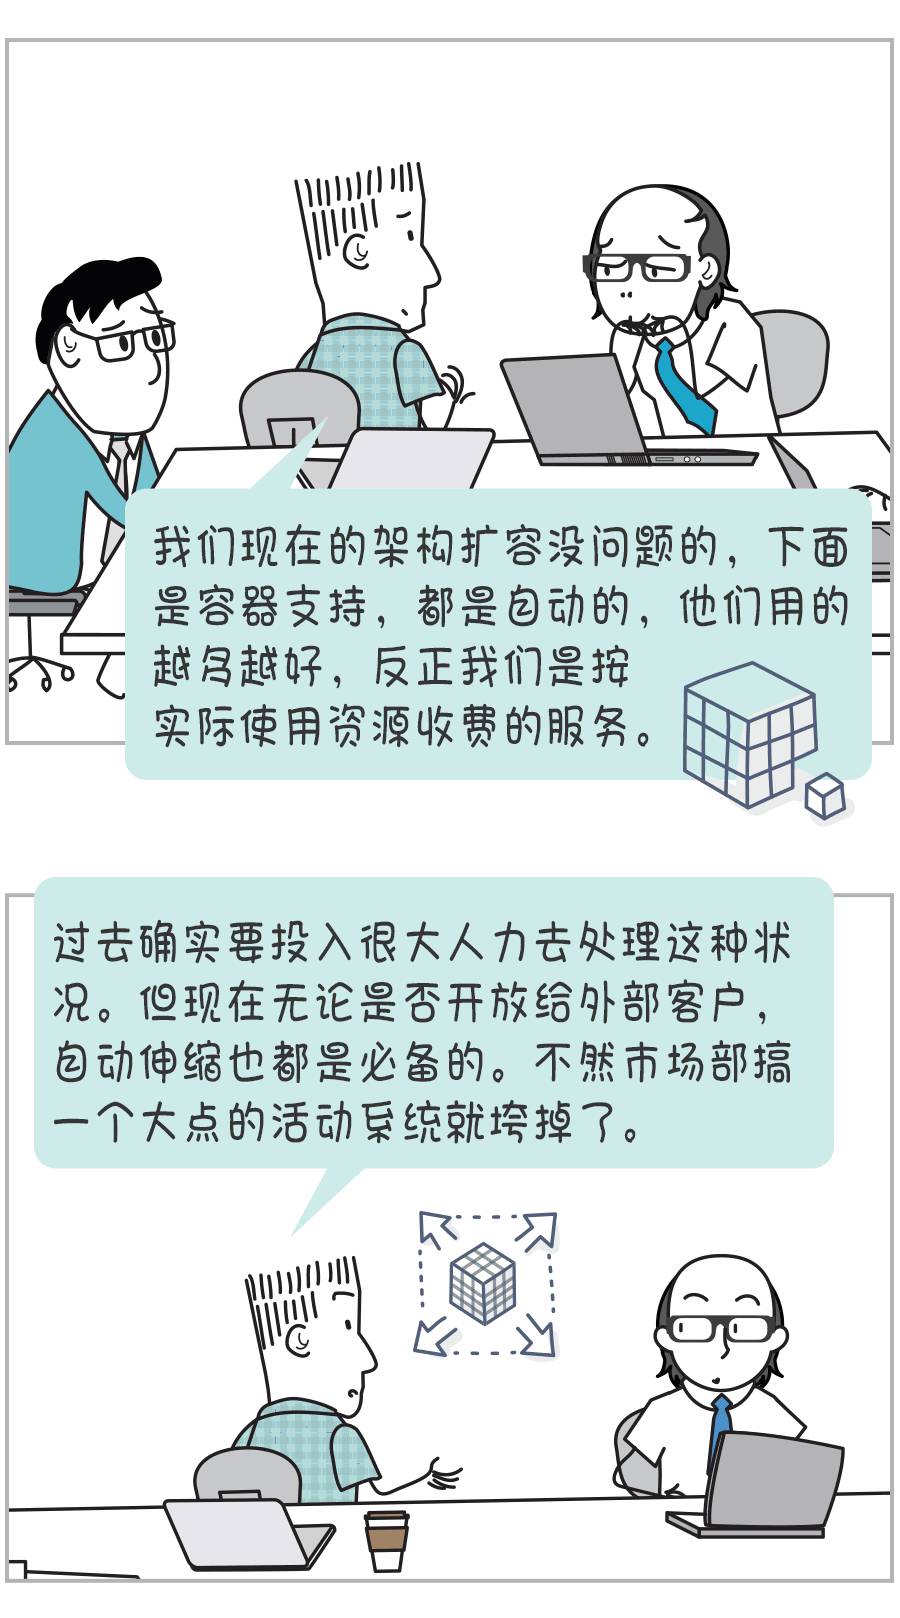 我们现在的架构扩容没问题的，下面
是容器支持，都是自动的，他们用的
越多越好，反正我们是按
实际使用资源收费的服务。
过去确实要投入很大人力去处理这种状
况。但现在无论是否开放给外部客户，
自动伸缩也都是必备的。不然市场部搞
一个大点的活动系统就垮掉了。